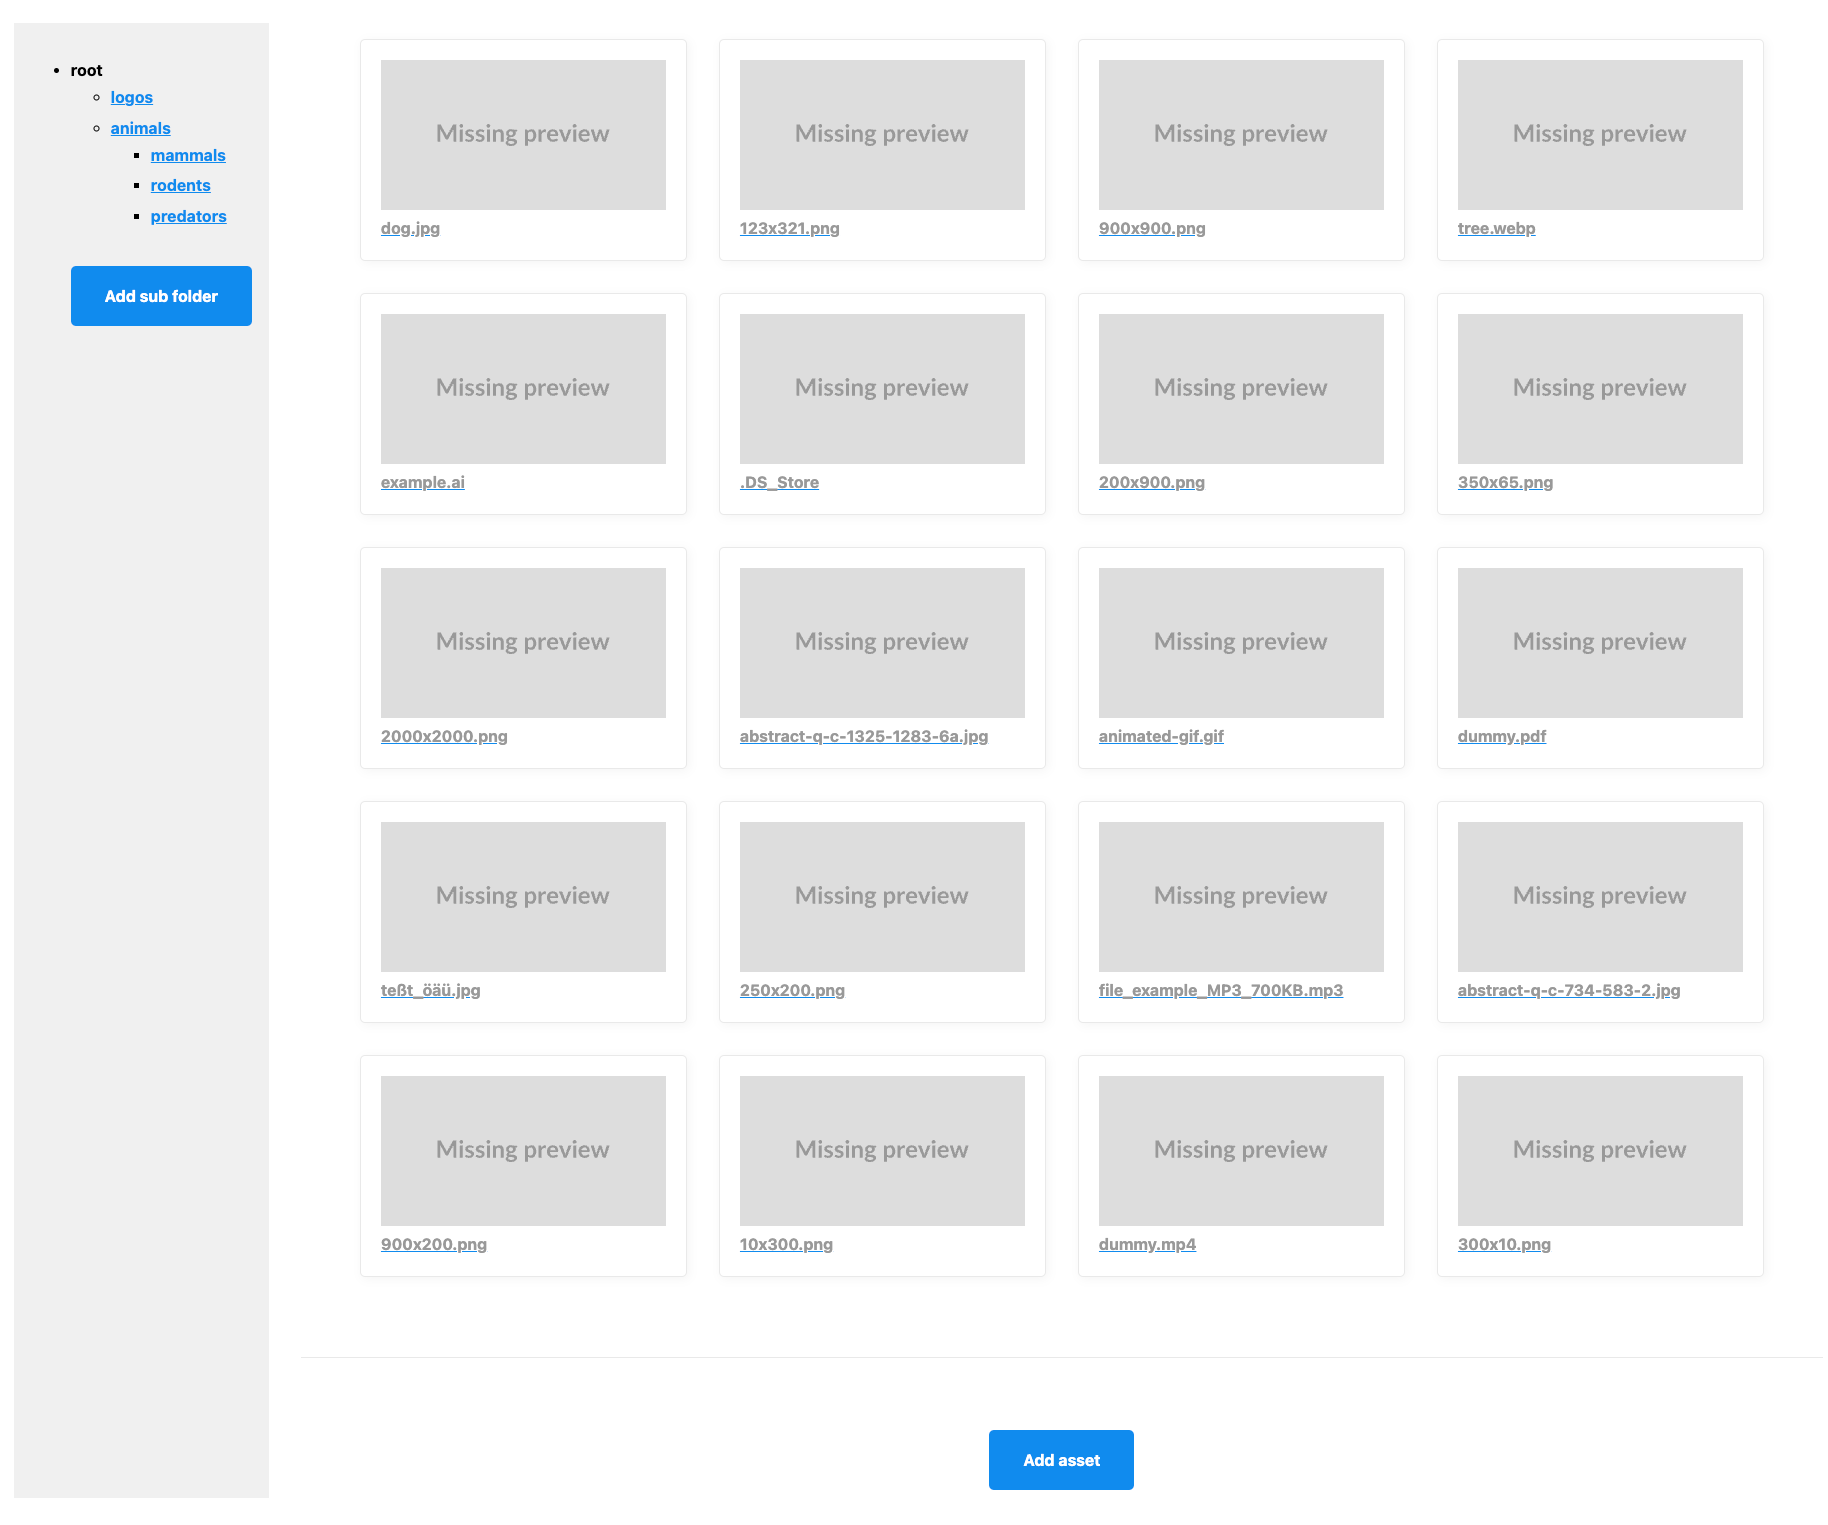 root
logos
animals
mammals
rodents
predators
Add sub folder
Missing preview
Missing preview
Missing preview
Missing preview
dog.jpg
123x321.png
900x900.png
tree.webp
Missing preview
Missing preview
Missing preview
Missing preview
example.ai
.DS_Store
200x900.png
350x65.png
Missing preview
Missing preview
Missing preview
Missing preview
2000x2000.png
abstract-q-c-1325-1283-6a.jpg
animated-gif.gif
dummy.pdf
Missing preview
Missing preview
Missing preview
Missing preview
teßt_öäü.jpg
250x200.png
file_example_MP3_700KB.mp3
abstract-q-c-734-583-2.jpg
Missing preview
Missing preview
Missing preview
Missing preview
900x200.png
10x300.png
dummy.mp4
300x10.png
Add asset